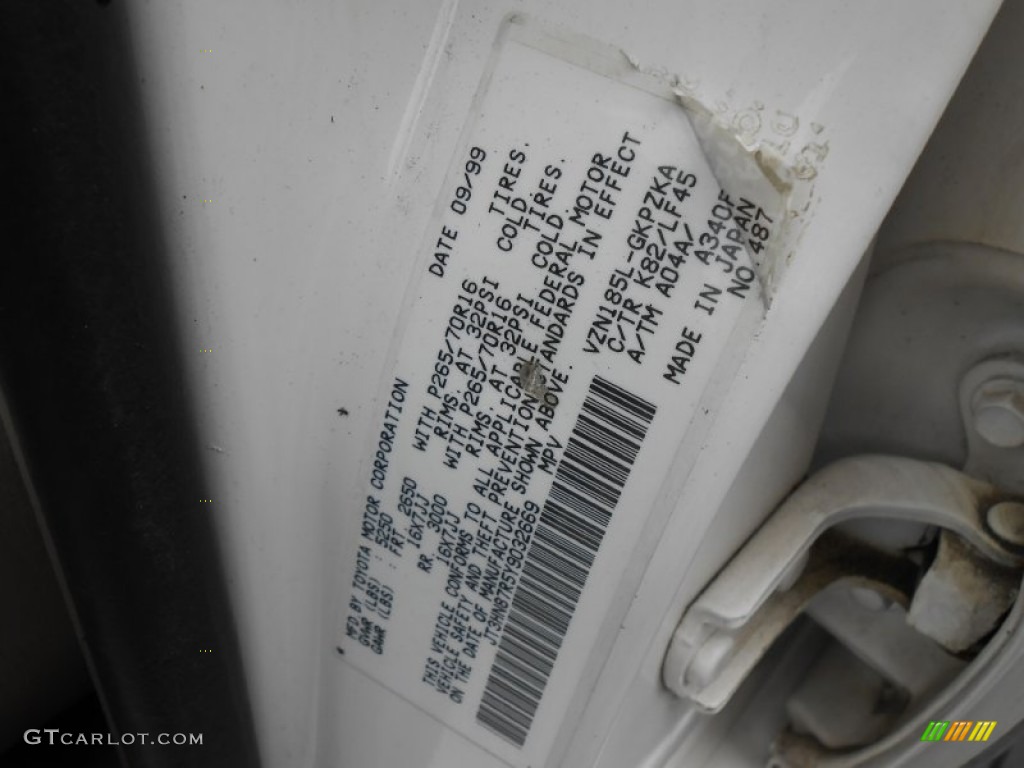 MFD BY TOYOTA MOTOR CORPORATION DATE 09/99
GVWR (LBS) : 5250
GAWR (LBS) : FRT 2650 WITH P265/70R16 TIRES.
16X7JJ RIMS, AT 32PSI COLD.
RR 3000 WITH P265/70R16 TIRES.
16X7JJ RIMS, AT 32PSI COLD.
THIS VEHICLE CONFORMS TO ALL APPLICABLE FEDERAL MOTOR
VEHICLE SAFETY AND THEFT PREVENTION STANDARDS IN EFFECT
ON THE DATE OF MANUFACTURE SHOWN ABOVE.
JT3HN87R5Y9032669 MPV
VZN185L-GKPZKA
C/TR K82/LF45
A/TM A04A/A340F
MADE IN JAPAN
NO.487
GTCARLOT.COM